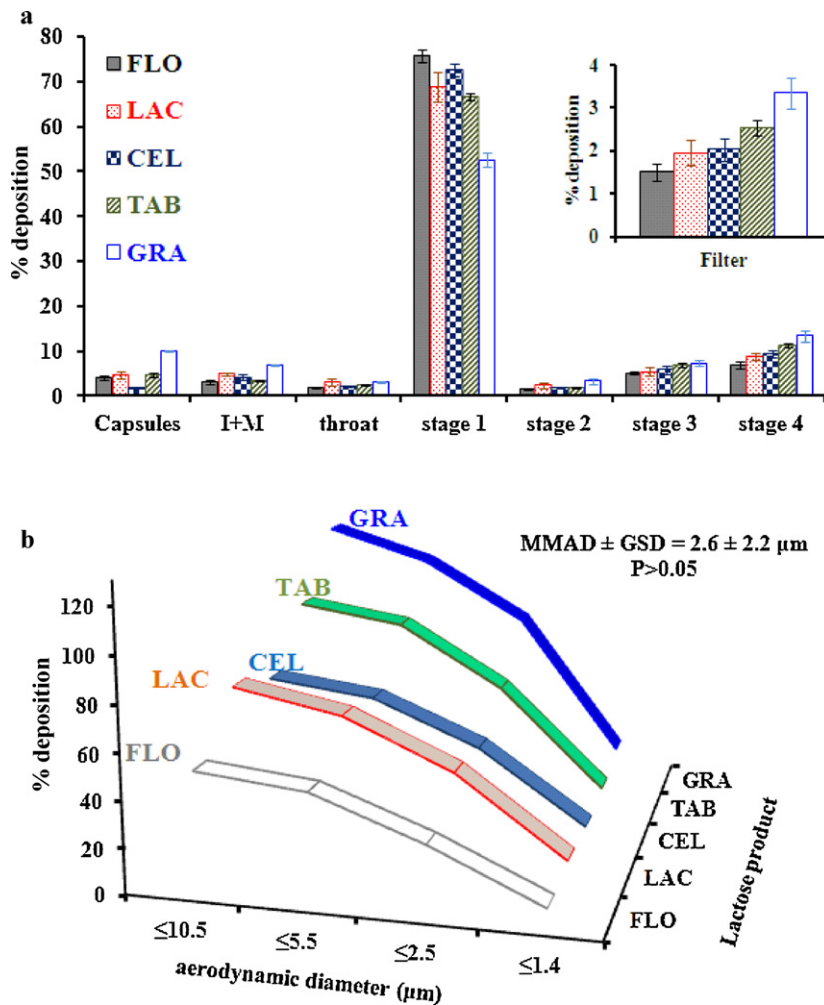 a
80
70
60
50
40
30
20
10
0
% deposition
FLO
LAC
CEL
TAB
GRA
Capsules I+M throat stage 1 stage 2 stage 3 stage 4
4
3
2
1
0
% deposition
Filter
b
MMAD ± GSD = 2.6 ± 2.2 μm
P>0.05
GRA
TAB
CEL
LAC
FLO
120
100
80
60
40
20
0
% deposition
≤10.5 ≤5.5 ≤2.5 ≤1.4
aerodynamic diameter (μm)
GRA
TAB
CEL
LAC
FLO
Lactose product